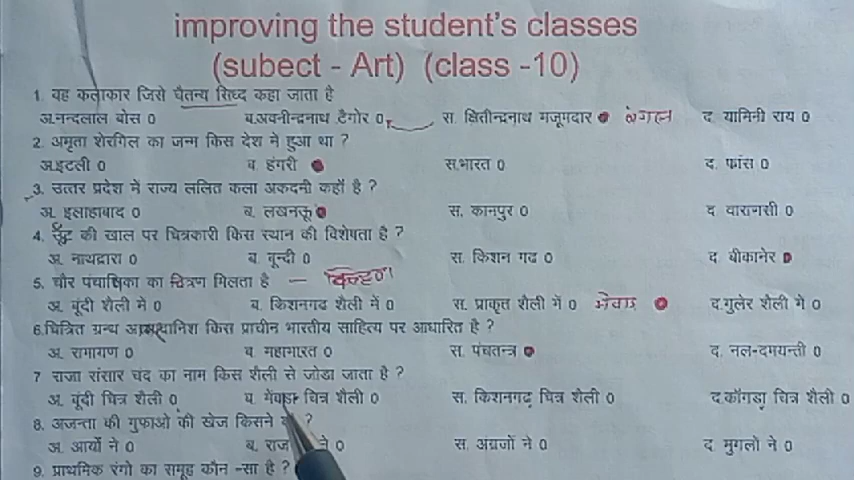 improving the student's classes
(subect - Art) (class -10)
1. वह कलाकार जिसे चैतन्य सिध्द कहा जाता है
अ.नन्दलाल बोस 0 ब.अवनीन्द्रनाथ टैगोर 0 स. क्षितीन्द्रनाथ मजूमदार बंगाल द. यामिनी राय 0
2. अमृता शेरगिल का जन्म किस देश मे हुआ था ?
अ.इटली 0 ब. हंगरी स.भारत 0 द. फांस 0
3. उत्तर प्रदेश में राज्य ललित कला अकदनी कहाँ है ?
अ. इलाहाबाद 0 ब. लखनऊ स. कानपुर 0 द वाराणसी 0
4. ऊँट की खाल पर चित्रकारी किस स्थान की विशेषता है ?
अ. नाथद्वारा 0 ब. बून्दी 0 स. किशन गढ 0 द बीकानेर
5. चौर पंचाषिका का चित्रण मिलता है —
अ. बूंदी शैली में 0 ब. किशनगढ शैली में 0 स. प्राकृत शैली में 0 मेवाड़ द.गुलेर शैली में 0
6.चित्रित ग्रन्थ किस प्राचीन भारतीय साहित्य पर आधारित है ?
अ. रामायण 0 ब. महाभारत 0 स. पंचतन्त्र द. नल-दमयन्ती 0
7 राजा संसार चंद का नाम किस शैली से जोडा जाता है ?
अ. बूंदी चित्र शैली 0 ब. मेवाड चित्र शैली 0 स. किशनगढ़ चित्र शैली 0 द.कॉगडा चित्र शैली 0
8. अजन्ता की गुफाओ की खेज किसने ?
अ. आर्यो ने 0 ब. राज ने 0 स. अंग्रजों ने 0 द. मुगलों ने 0
9. प्राथमिक रंगो का समूह कौन -सा है ?